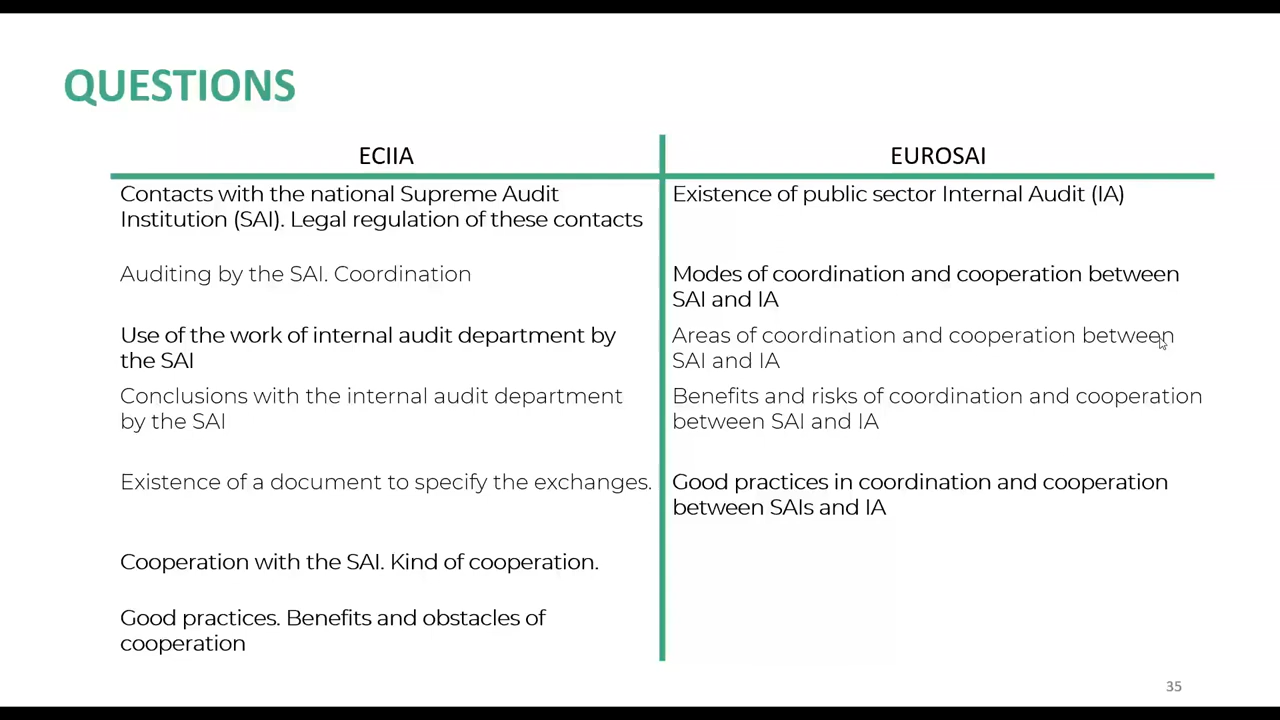 QUESTIONS
ECIIA
EUROSAI
Contacts with the national Supreme Audit
Institution (SAI). Legal regulation of these contacts
Existence of public sector Internal Audit (IA)
Auditing by the SAI. Coordination
Modes of coordination and cooperation between
SAI and IA
Use of the work of internal audit department by
the SAI
Areas of coordination and cooperation between
SAI and IA
Conclusions with the internal audit department
by the SAI
Benefits and risks of coordination and cooperation
between SAI and IA
Existence of a document to specify the exchanges.
Good practices in coordination and cooperation
between SAIs and IA
Cooperation with the SAI. Kind of cooperation.
Good practices. Benefits and obstacles of
cooperation
35